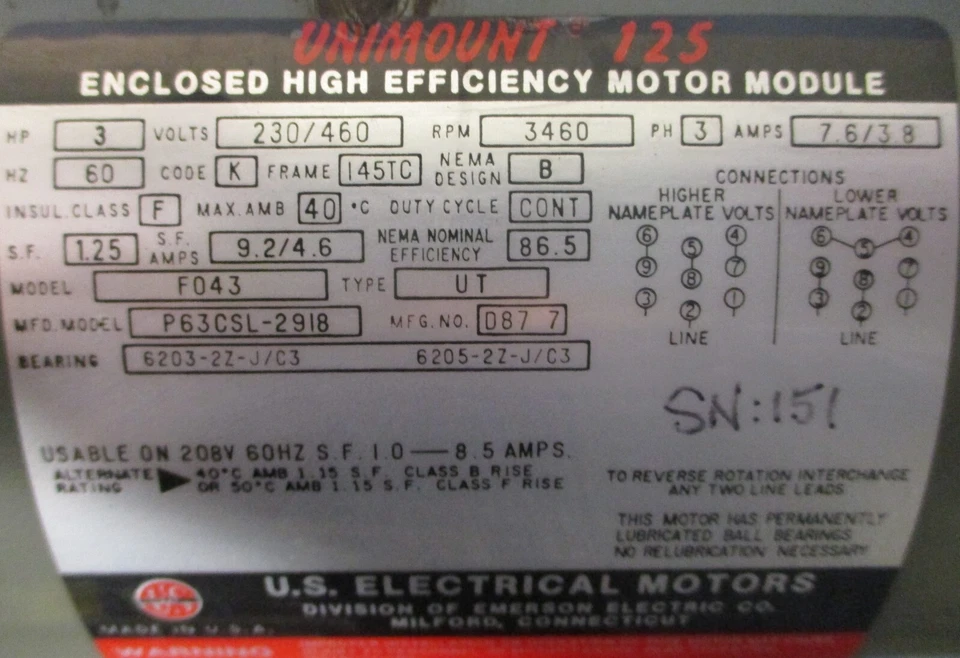 UNIMOUNT 125
ENCLOSED HIGH EFFICIENCY MOTOR MODULE
HP 3 VOLTS 230/460 RPM 3460 PH 3 AMPS 7.6/3.8
HZ 60 CODE K FRAME 145TC NEMA DESIGN B
INSUL. CLASS F MAX. AMB 40 °C DUTY CYCLE CONT
S.F. 1.25 S.F. AMPS 9.2/4.6 NEMA NOMINAL EFFICIENCY 86.5
MODEL F043 TYPE UT
MFD. MODEL P63CSL-2918 MFG. NO. D87 7
BEARING 6203-2Z-J/C3 6205-2Z-J/C3
CONNECTIONS
HIGHER NAMEPLATE VOLTS
6 5 4
9 8 7
3 2 1
LINE
LOWER NAMEPLATE VOLTS
6 5 4
9 8 7
3 2 1
LINE
SN:151
USABLE ON 208V 60HZ S.F. 1.0 — 8.5 AMPS.
ALTERNATE RATING ▶ 40°C AMB 1.15 S.F. CLASS B RISE
OR 50°C AMB 1.15 S.F. CLASS F RISE
TO REVERSE ROTATION INTERCHANGE
ANY TWO LINE LEADS
THIS MOTOR HAS PERMANENTLY
LUBRICATED BALL BEARINGS
NO RELUBRICATION NECESSARY
U.S. ELECTRICAL MOTORS
DIVISION OF EMERSON ELECTRIC CO.
MILFORD, CONNECTICUT
MADE IN U.S.A.
WARNING